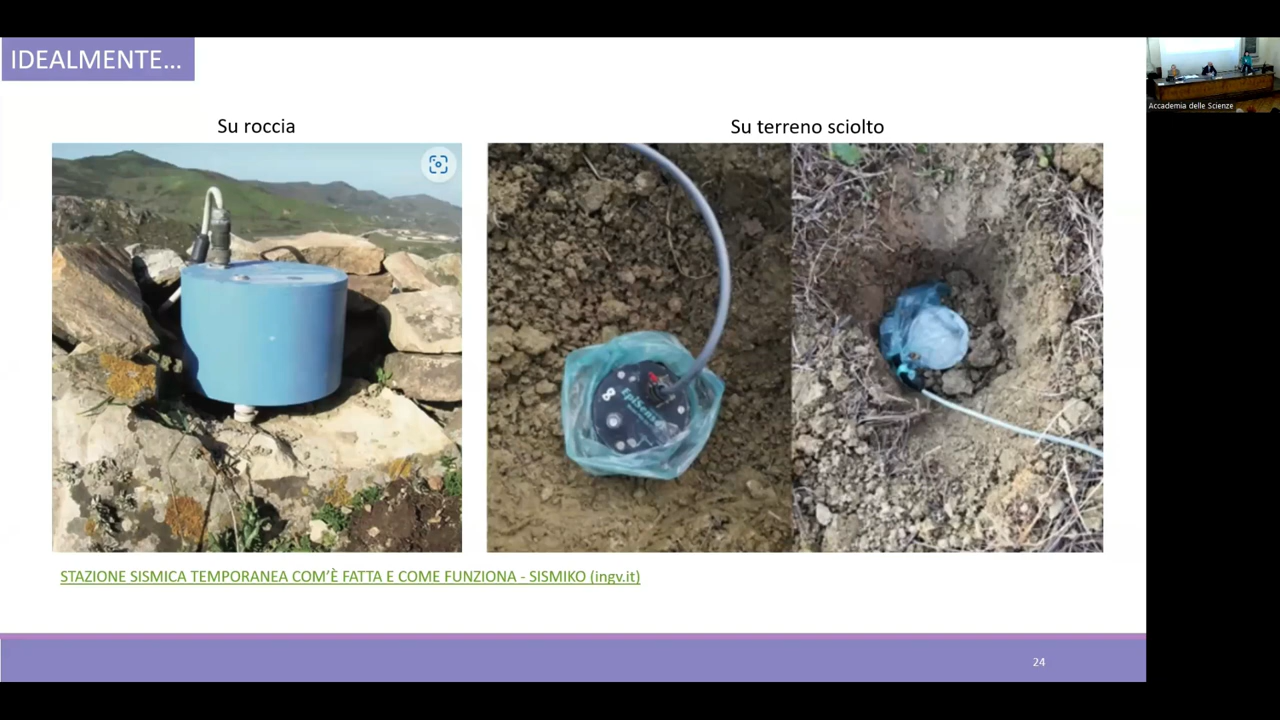 IDEALMENTE...
Su roccia
Su terreno sciolto
EpiSensor
STAZIONE SISMICA TEMPORANEA COM'È FATTA E COME FUNZIONA - SISMIKO (ingv.it)
24
Accademia delle Scienze